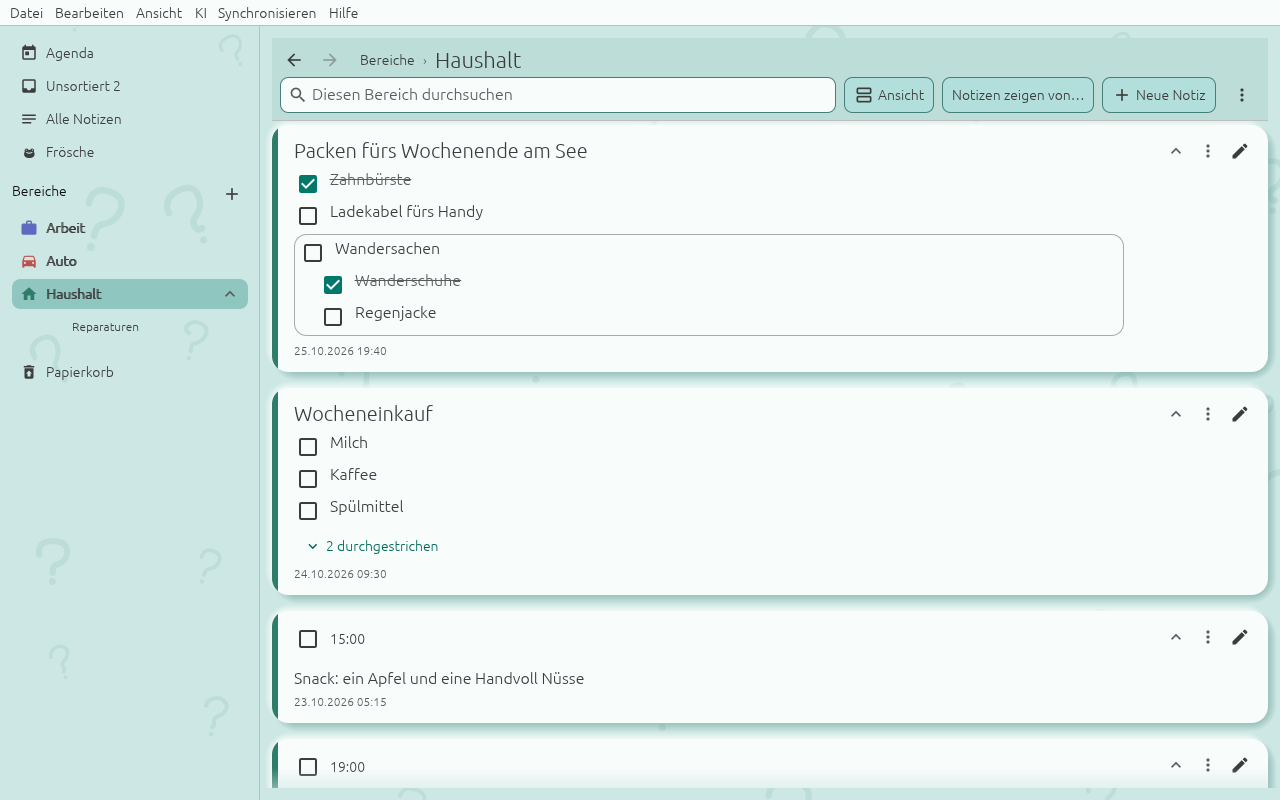 Datei Bearbeiten Ansicht KI Synchronisieren Hilfe
Agenda
Unsortiert 2
Alle Notizen
Frösche
Bereiche
Arbeit
Auto
Haushalt
Reparaturen
Papierkorb
Bereiche › Haushalt
Diesen Bereich durchsuchen
Ansicht
Notizen zeigen von…
Neue Notiz
Packen fürs Wochenende am See
Zahnbürste
Ladekabel fürs Handy
Wandersachen
Wanderschuhe
Regenjacke
25.10.2026 19:40
Wocheneinkauf
Milch
Kaffee
Spülmittel
2 durchgestrichen
24.10.2026 09:30
15:00
Snack: ein Apfel und eine Handvoll Nüsse
23.10.2026 05:15
19:00